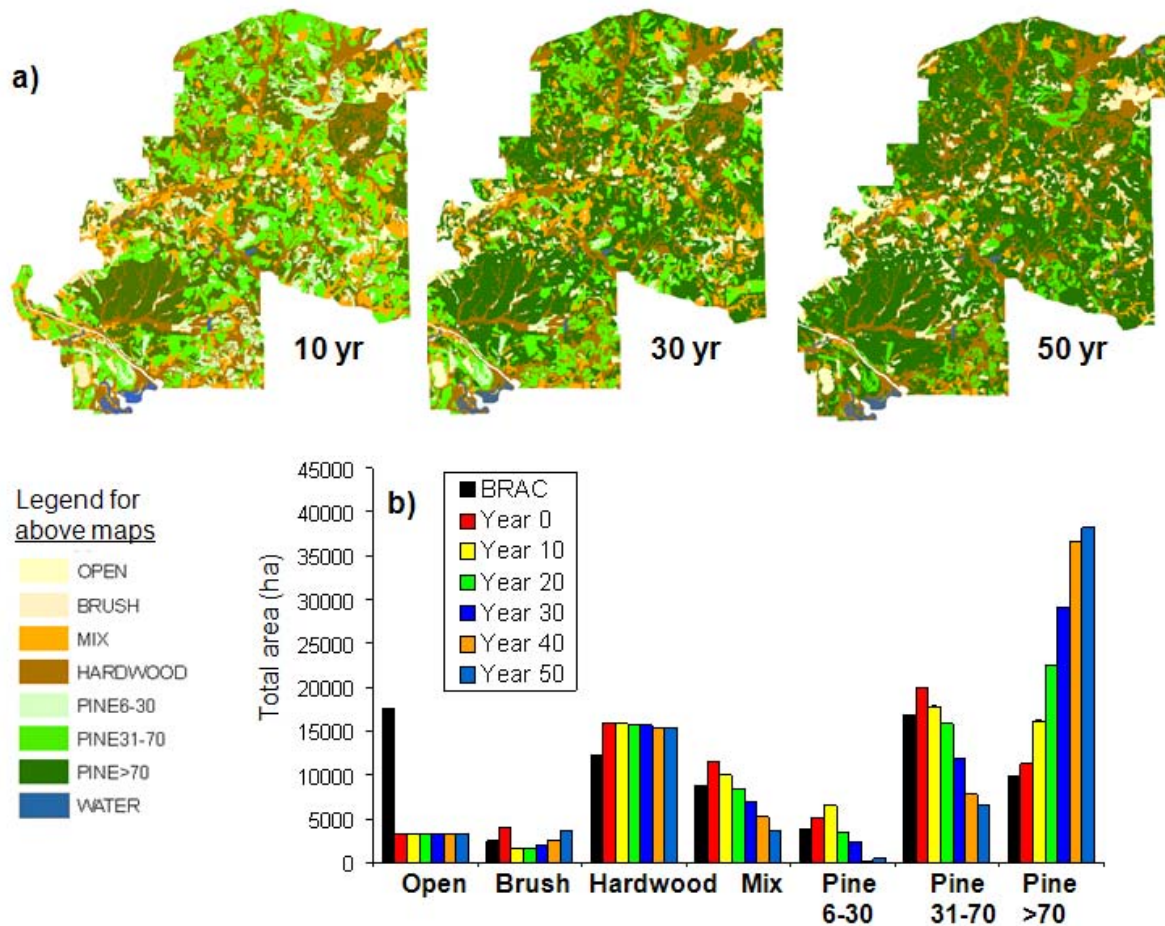 a)
10 yr
30 yr
50 yr
Legend for
above maps
OPEN
BRUSH
MIX
HARDWOOD
PINE6-30
PINE31-70
PINE>70
WATER
b)
Total area (ha)
45000
40000
35000
30000
25000
20000
15000
10000
5000
0
BRAC
Year 0
Year 10
Year 20
Year 30
Year 40
Year 50
Open
Brush
Hardwood
Mix
Pine
6-30
Pine
31-70
Pine
>70